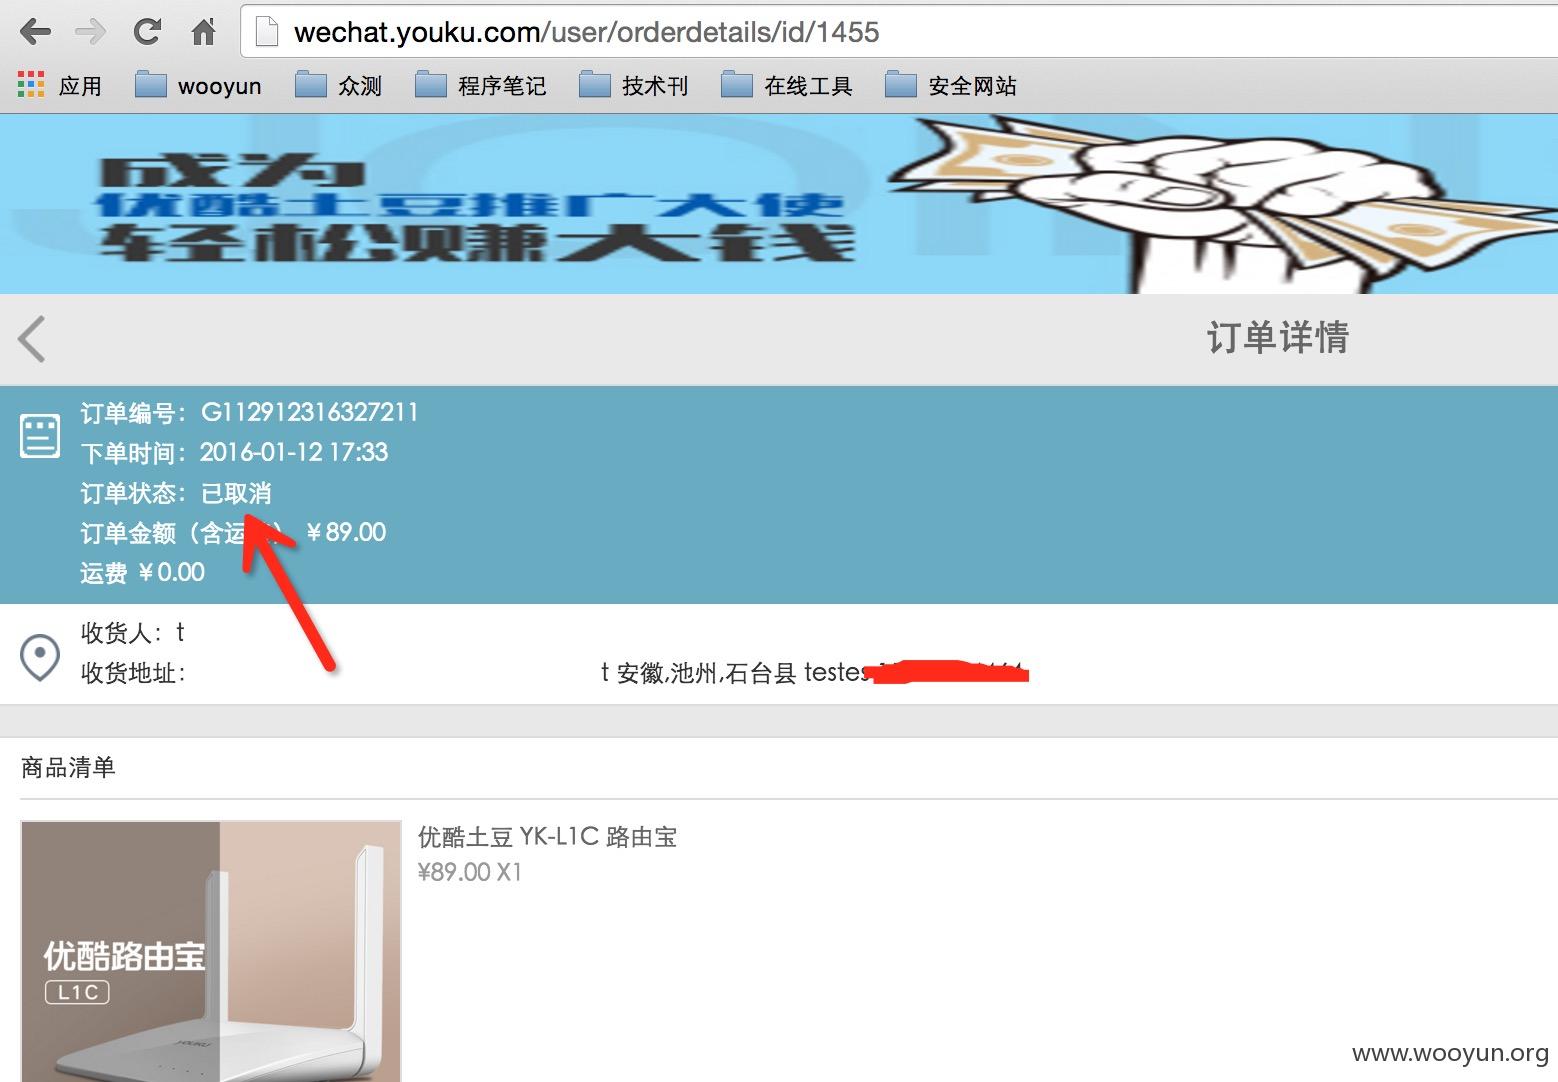 wechat.youku.com/user/orderdetails/id/1455
应用 wooyun 众测 程序笔记 技术刊 在线工具 安全网站
成为
优酷土豆推广大使
轻松赚大钱
订单详情
订单编号：G112912316327211
下单时间：2016-01-12 17:33
订单状态：已取消
订单金额（含运 ） ￥89.00
运费 ￥0.00
收货人：t
收货地址： t 安徽,池州,石台县 testes
商品清单
优酷土豆 YK-L1C 路由宝
¥89.00 X1
优酷路由宝
L1C
youku
www.wooyun.org